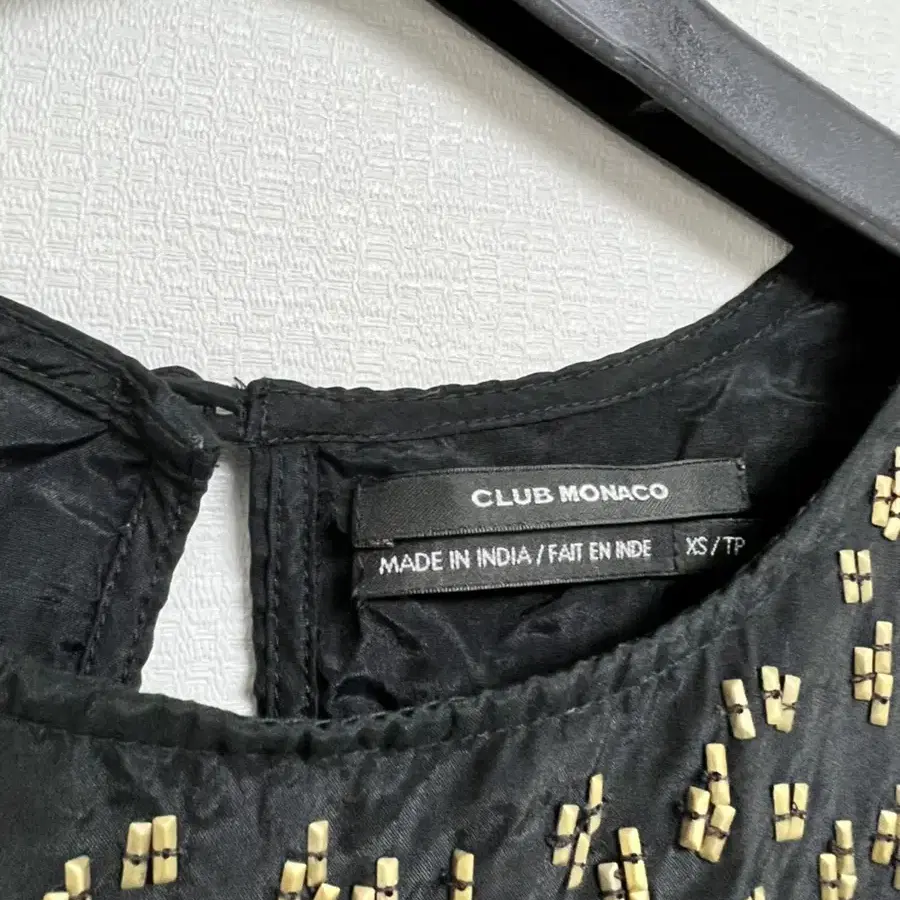 CLUB MONACO
MADE IN INDIA / FAIT EN INDE
XS / TP